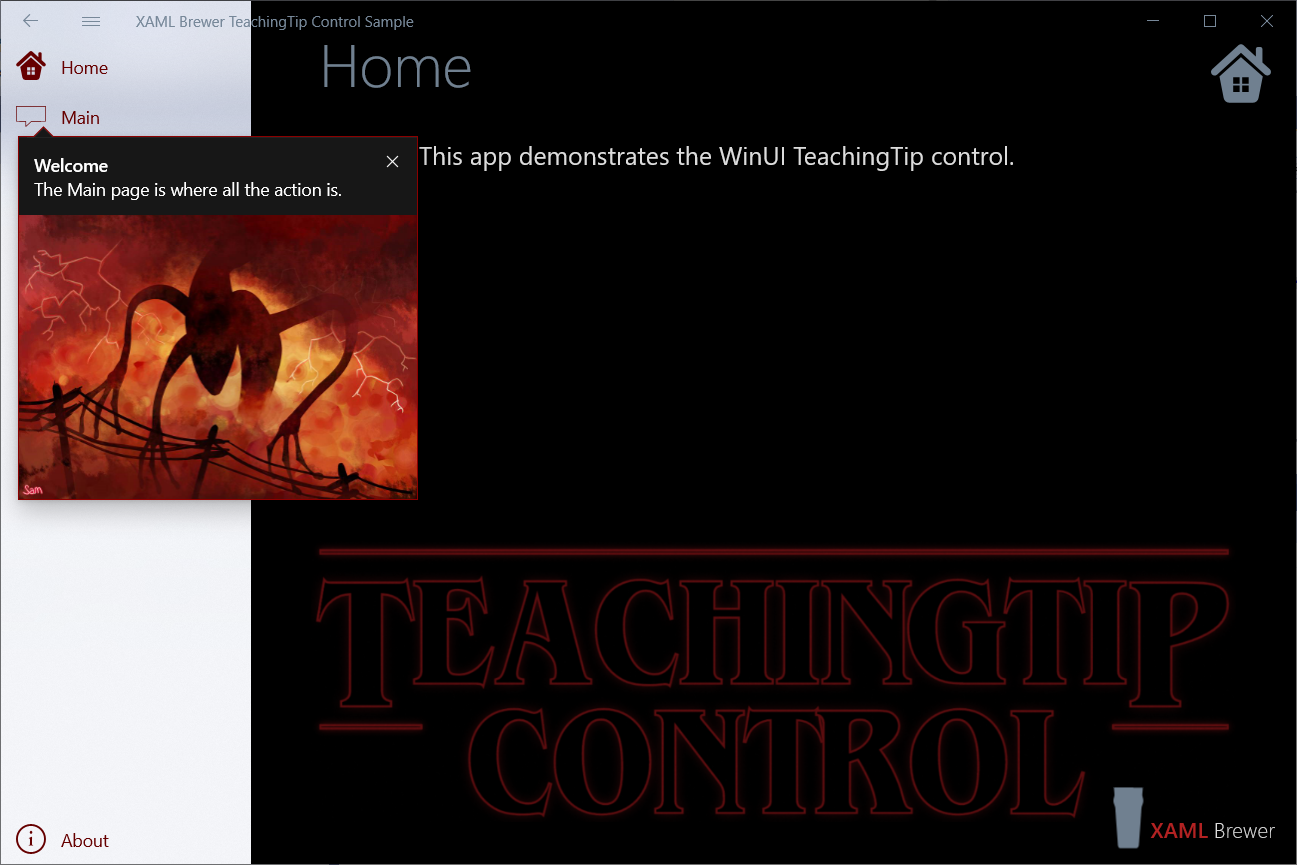 XAML Brewer TeachingTip Control Sample
Home
Main
Welcome
The Main page is where all the action is.
Sam
About
Home
This app demonstrates the WinUI TeachingTip control.
TEACHINGTIP
CONTROL
XAML Brewer